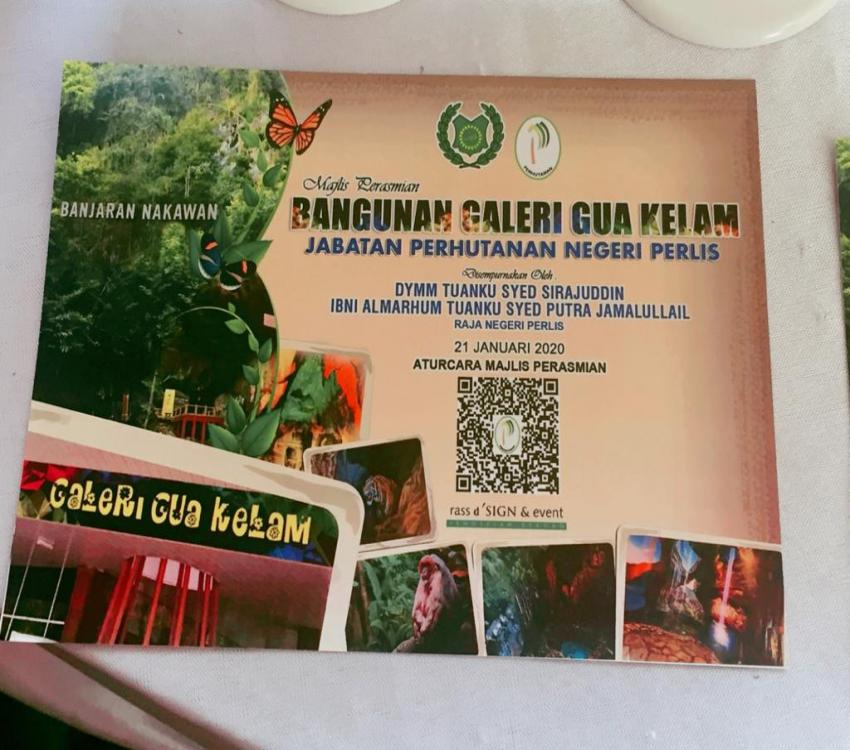 BANJARAN NAKAWAN
PERHUTANAN
Majlis Perasmian
BANGUNAN GALERI GUA KELAM
JABATAN PERHUTANAN NEGERI PERLIS
Disempurnakan Oleh :
DYMM TUANKU SYED SIRAJUDDIN
IBNI ALMARHUM TUANKU SYED PUTRA JAMALULLAIL
RAJA NEGERI PERLIS
21 JANUARI 2020
ATURCARA MAJLIS PERASMIAN
rass d'SIGN & event
GALERI GUA KELAM